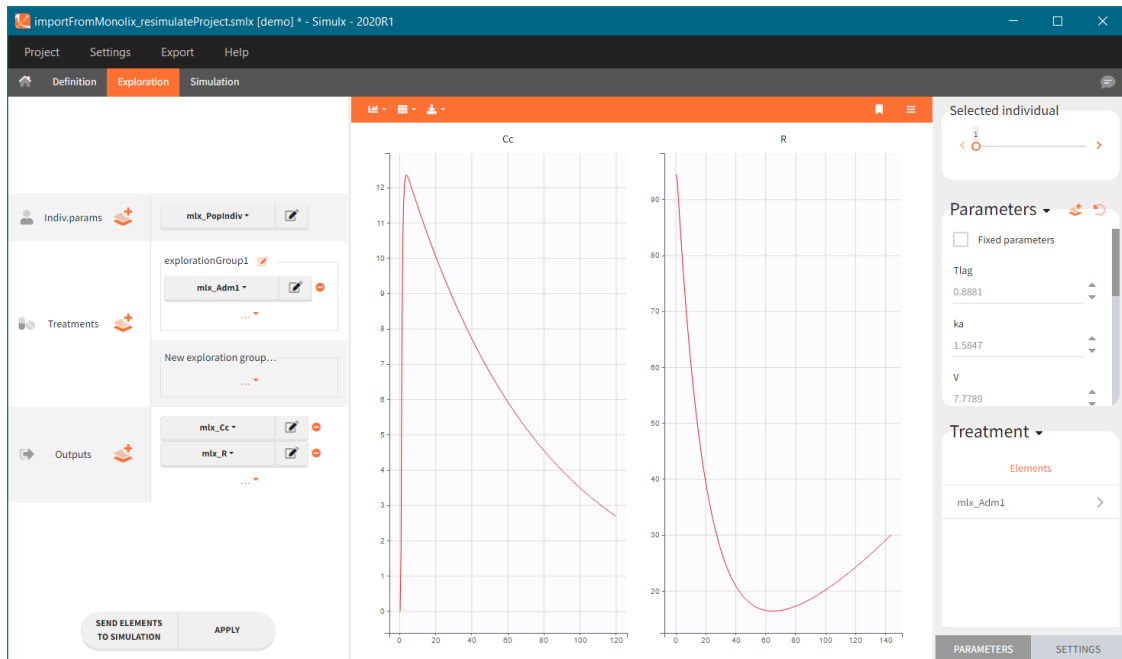 importFromMonolix_resimulateProject.smlx [demo] * - Simulx - 2020R1
Project Settings Export Help
Definition Exploration Simulation
Indiv.params
mlx_PopIndiv
Treatments
explorationGroup1
mlx_Adm1
...
New exploration group...
...
Outputs
mlx_Cc
mlx_R
...
SEND ELEMENTS
TO SIMULATION
APPLY
Cc
12
11
10
9
8
7
6
5
4
3
2
1
0
0 20 40 60 80 100 120
R
90
80
70
60
50
40
30
20
0 20 40 60 80 100 120 140
Selected individual
1
Parameters
Fixed parameters
Tlag
0.8881
ka
1.5847
V
7.7789
Treatment
Elements
mlx_Adm1
PARAMETERS SETTINGS